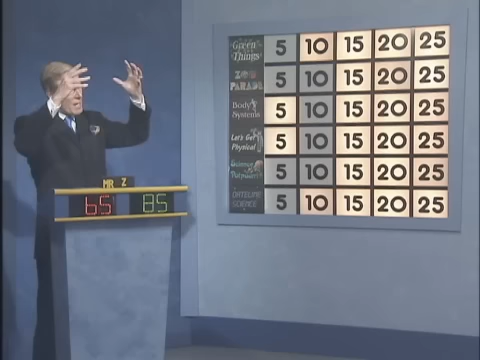 Green Things 5 10 15 20 25
ZOO PARADE 5 10 15 20 25
Body Systems 5 10 15 20 25
Let's Get Physical 5 10 15 20 25
Science 5 10 15 20 25
SCIENCE 5 10 15 20 25
MR Z
65 85